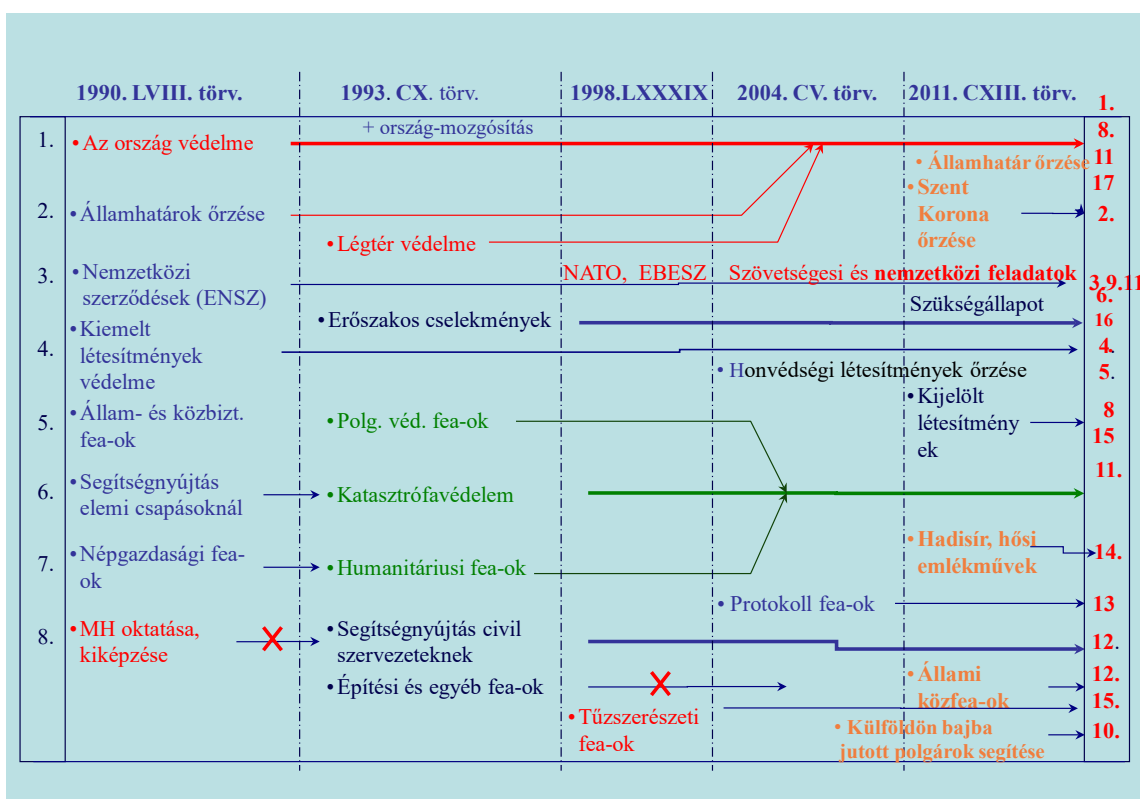 1990. LVIII. törv.
1993. CX. törv.
1998.LXXXIX
2004. CV. törv.
2011. CXIII. törv.
1.
• Az ország védelme
+ ország-mozgósítás
2.
• Államhatárok őrzése
• Légtér védelme
• Államhatár őrzése
• Szent
Korona
őrzése
3.
• Nemzetközi
szerződések (ENSZ)
NATO, EBESZ
Szövetségesi és nemzetközi feladatok
• Erőszakos cselekmények
Szükségállapot
4.
• Kiemelt
létesítmények
védelme
• Honvédségi létesítmények őrzése
• Kijelölt
létesítmény
ek
5.
• Állam- és közbizt.
fea-ok
• Polg. véd. fea-ok
6.
• Segítségnyújtás
elemi csapásoknál
• Katasztrófavédelem
7.
• Népgazdasági fea-
ok
• Humanitáriusi fea-ok
• Hadisír, hősi
emlékművek
• Protokoll fea-ok
8.
• MH oktatása,
kiképzése
• Segítségnyújtás civil
szervezeteknek
• Építési és egyéb fea-ok
• Tűzszerészeti
fea-ok
• Állami
közfea-ok
• Külföldön bajba
jutott polgárok segítése
1.
8.
11
17
2.
3.9.11
6.
16
4.
5.
8
15
11.
14.
13
12.
12.
15.
10.